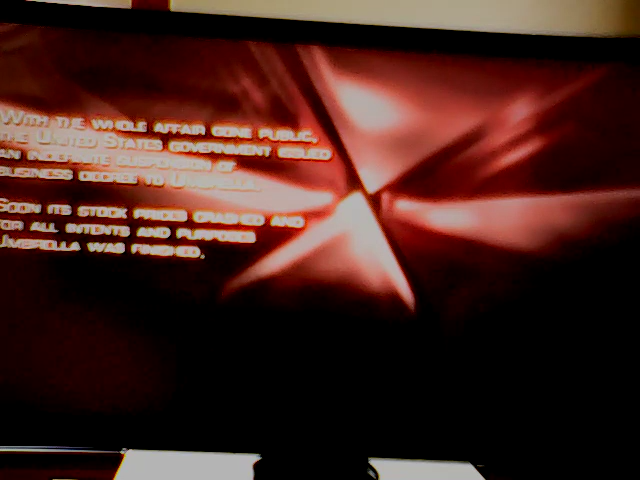 With the whole affair gone public,
the United States government issued
an indefinite suspension of
business decree to Umbrella.
Soon its stock prices crashed and
for all intents and purposes
Umbrella was finished.